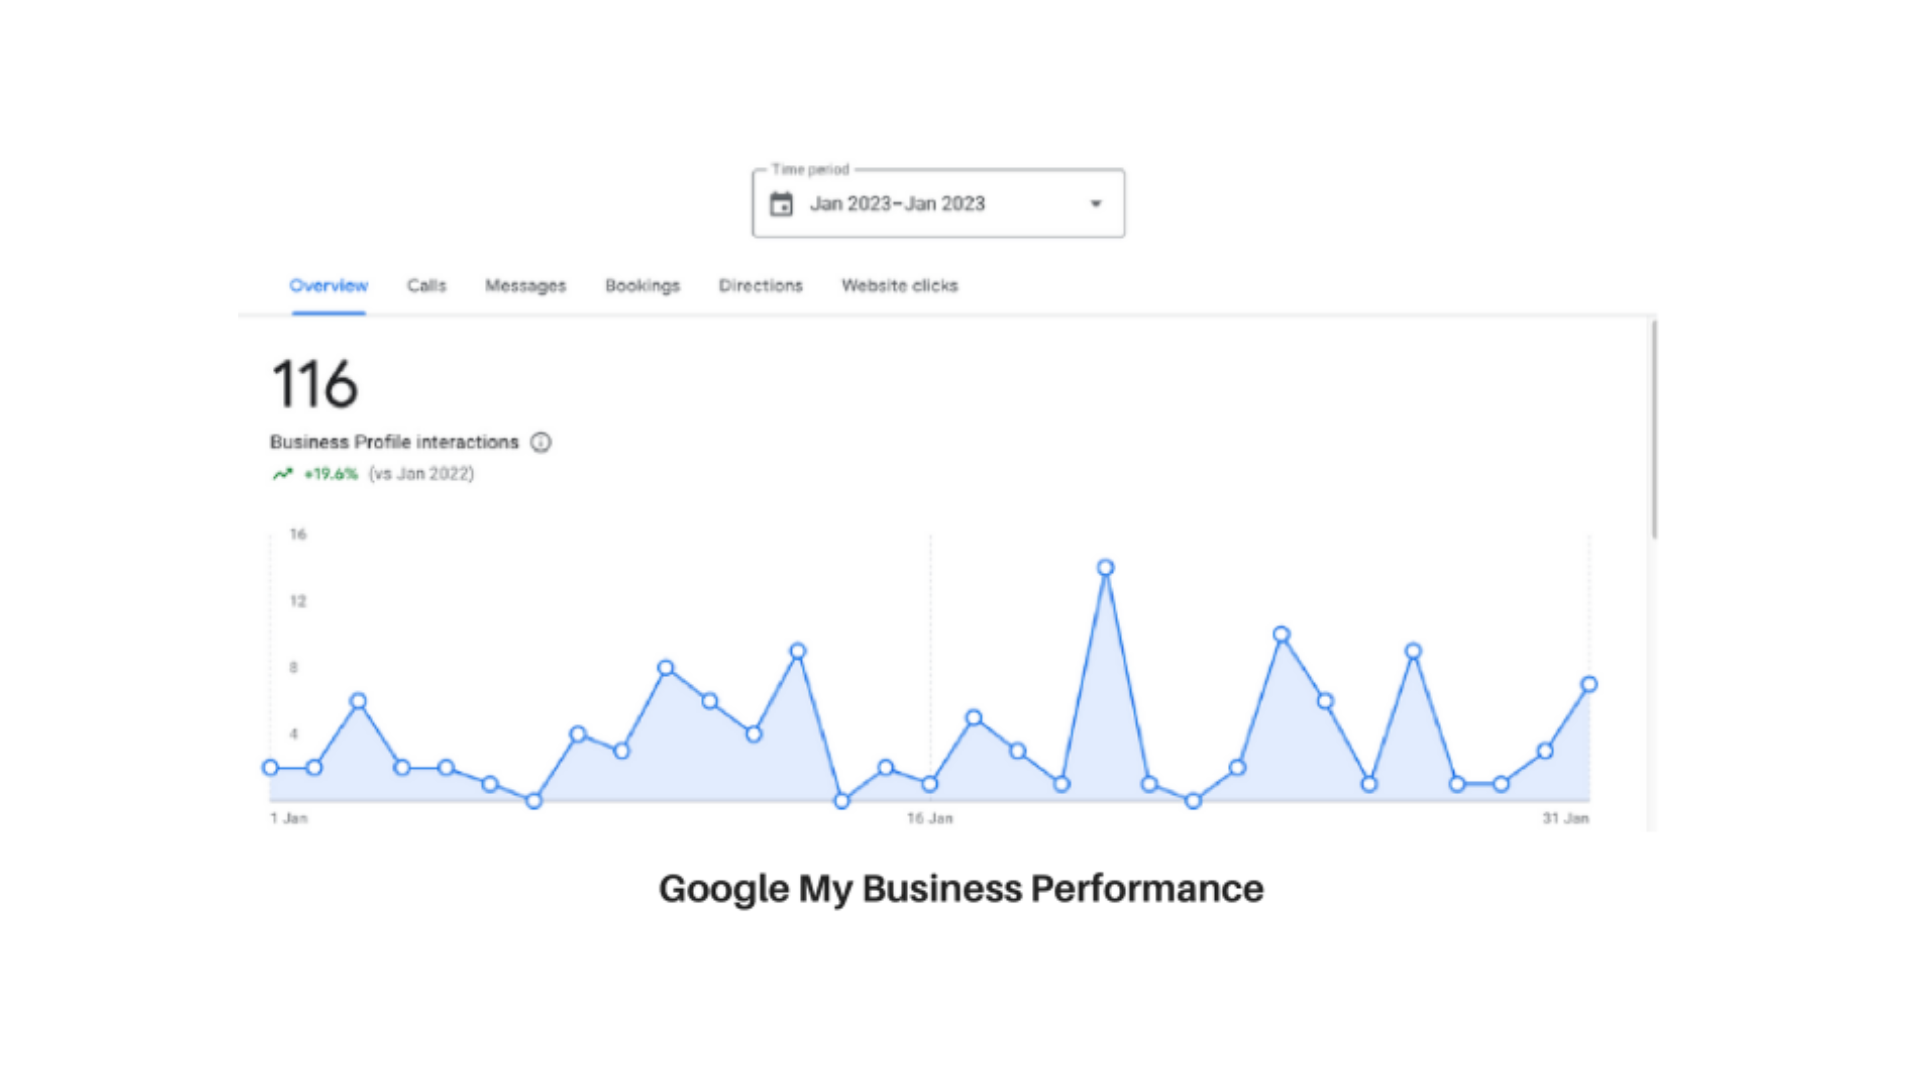 Time period
Jan 2023–Jan 2023
Overview Calls Messages Bookings Directions Website clicks
116
Business Profile interactions
+19.6% (vs Jan 2022)
16
12
8
4
1 Jan 16 Jan 31 Jan
Google My Business Performance